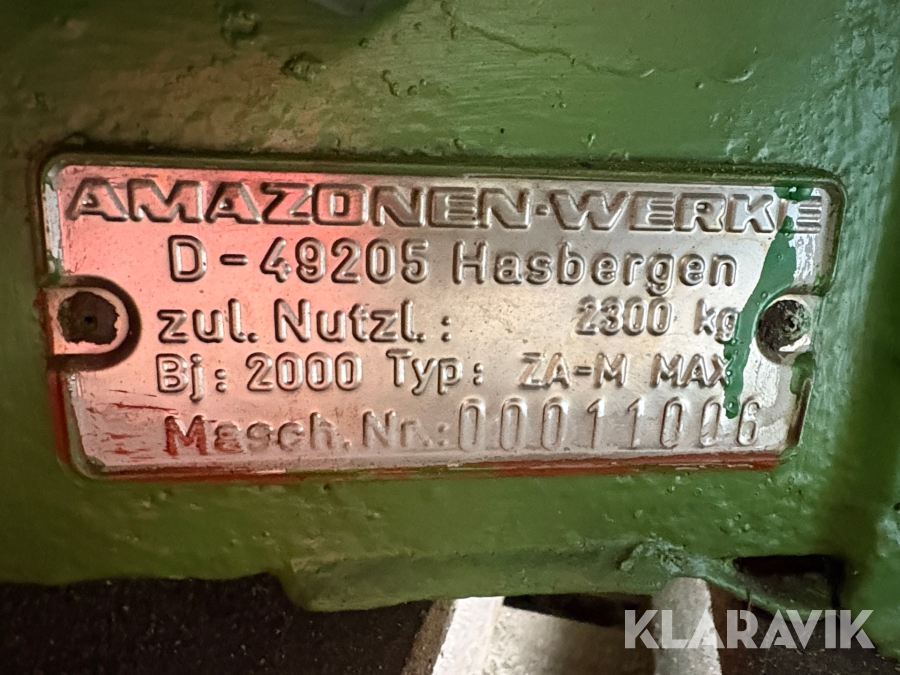 AMAZONEN-WERKE
D-49205 Hasbergen
zul. Nutzl.: 2300 kg
Bj: 2000 Typ: ZA-M MAX
Masch.Nr.:00011006
KLARAVIK